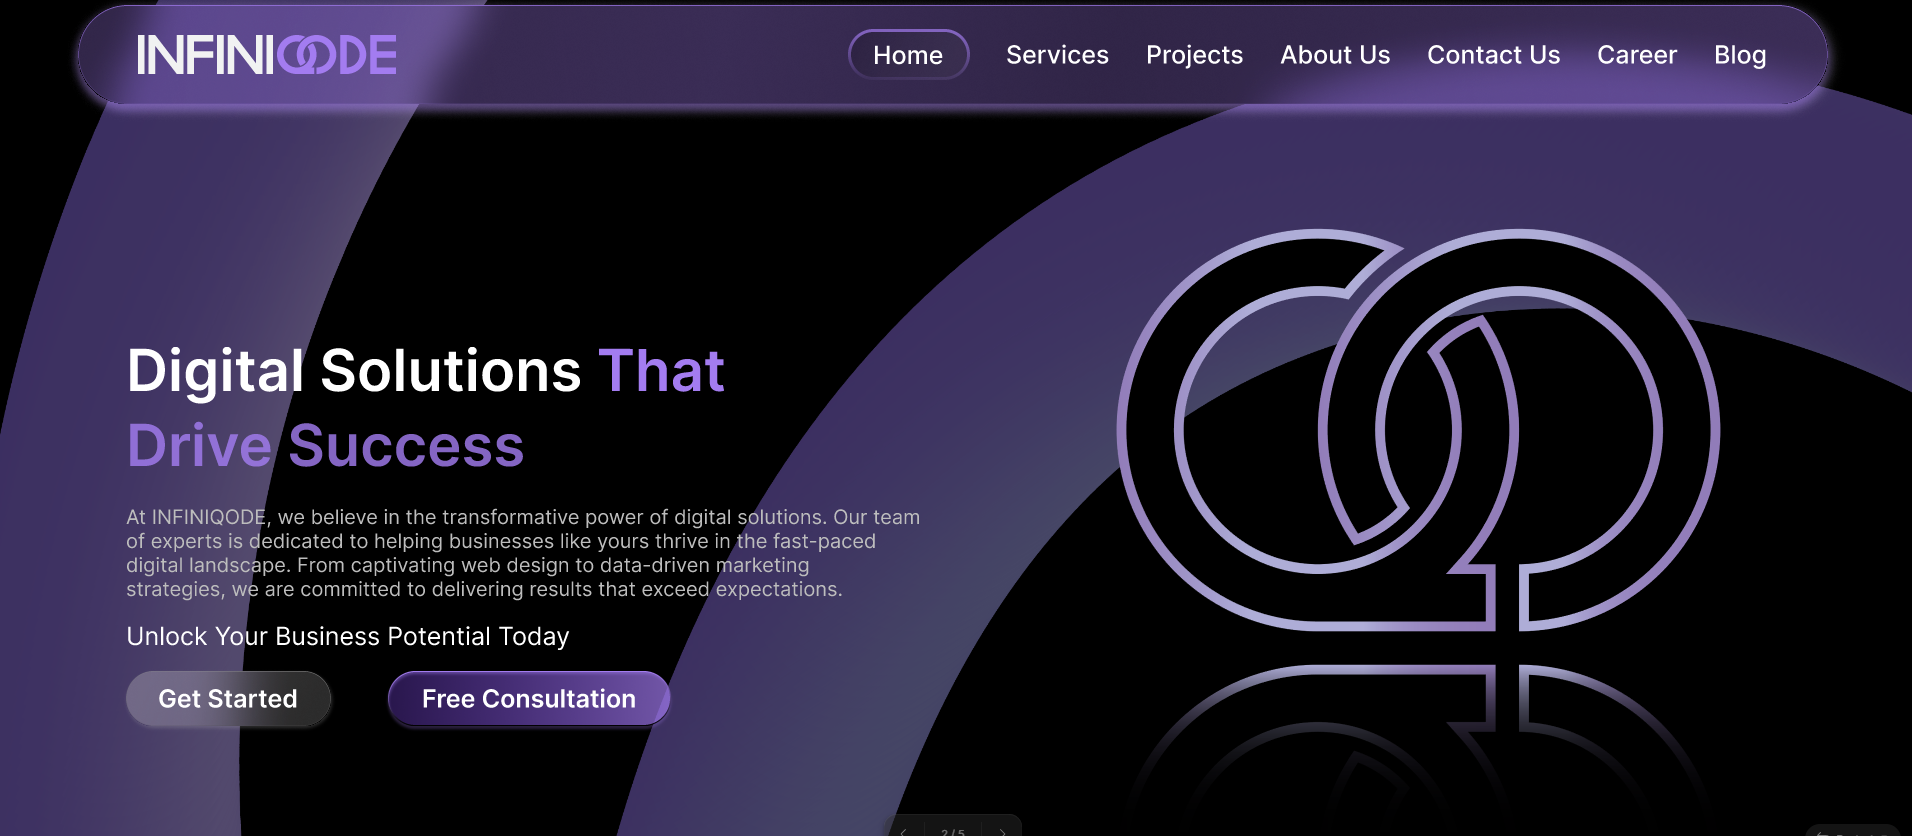 INFINIQODE
Home Services Projects About Us Contact Us Career Blog
Digital Solutions That
Drive Success
At INFINIQODE, we believe in the transformative power of digital solutions. Our team
of experts is dedicated to helping businesses like yours thrive in the fast-paced
digital landscape. From captivating web design to data-driven marketing
strategies, we are committed to delivering results that exceed expectations.
Unlock Your Business Potential Today
Get Started Free Consultation
2/5